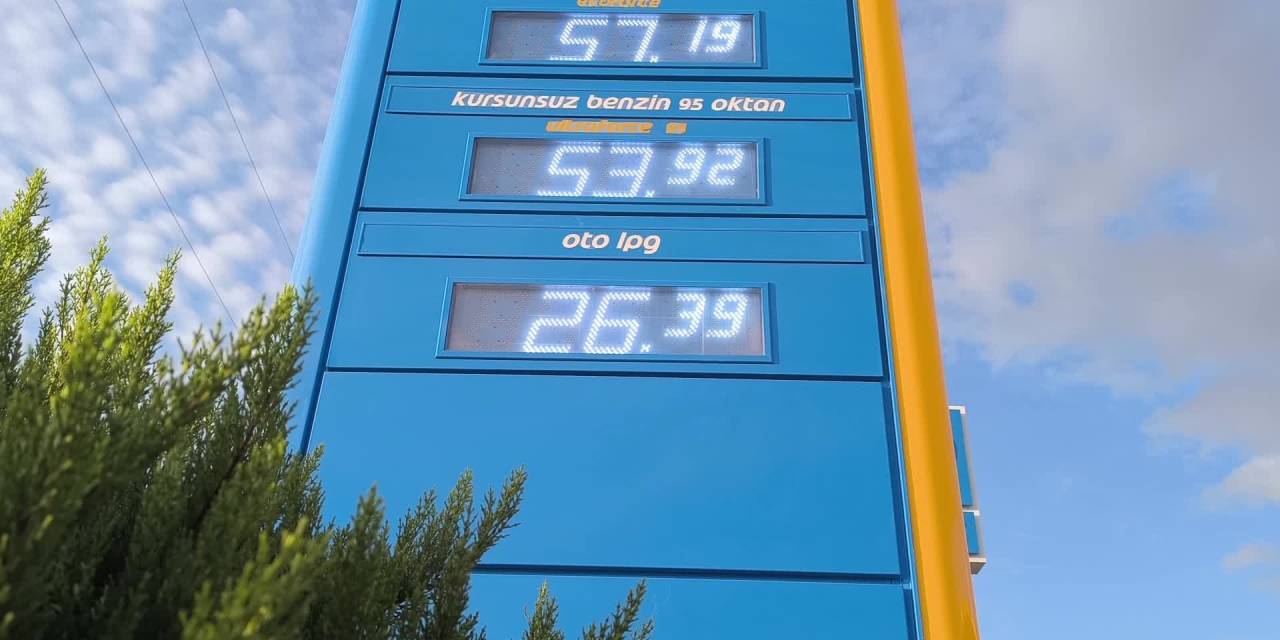 57.19
kurşunsuz benzin 95 oktan
53.92
oto lpg
26.39